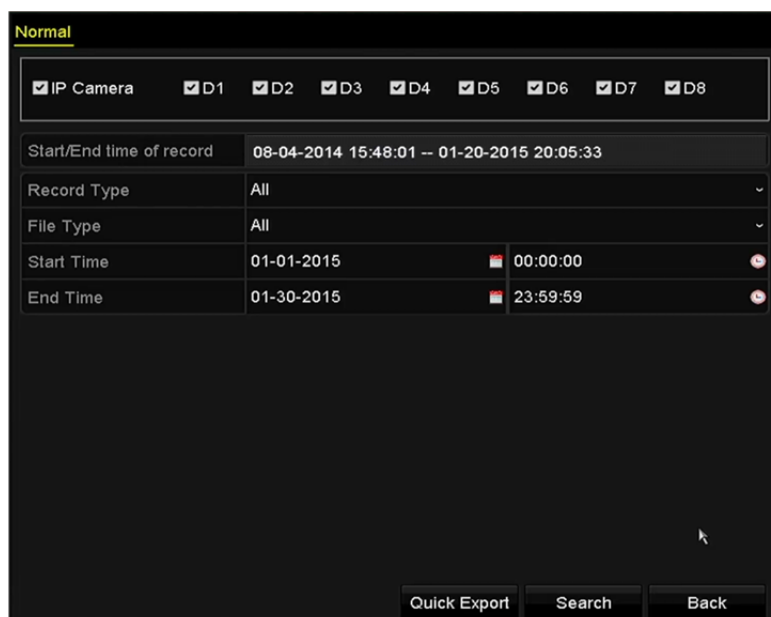 Normal
IP Camera D1 D2 D3 D4 D5 D6 D7 D8
Start/End time of record 08-04-2014 15:48:01 -- 01-20-2015 20:05:33
Record Type All
File Type All
Start Time 01-01-2015 00:00:00
End Time 01-30-2015 23:59:59
Quick Export Search Back